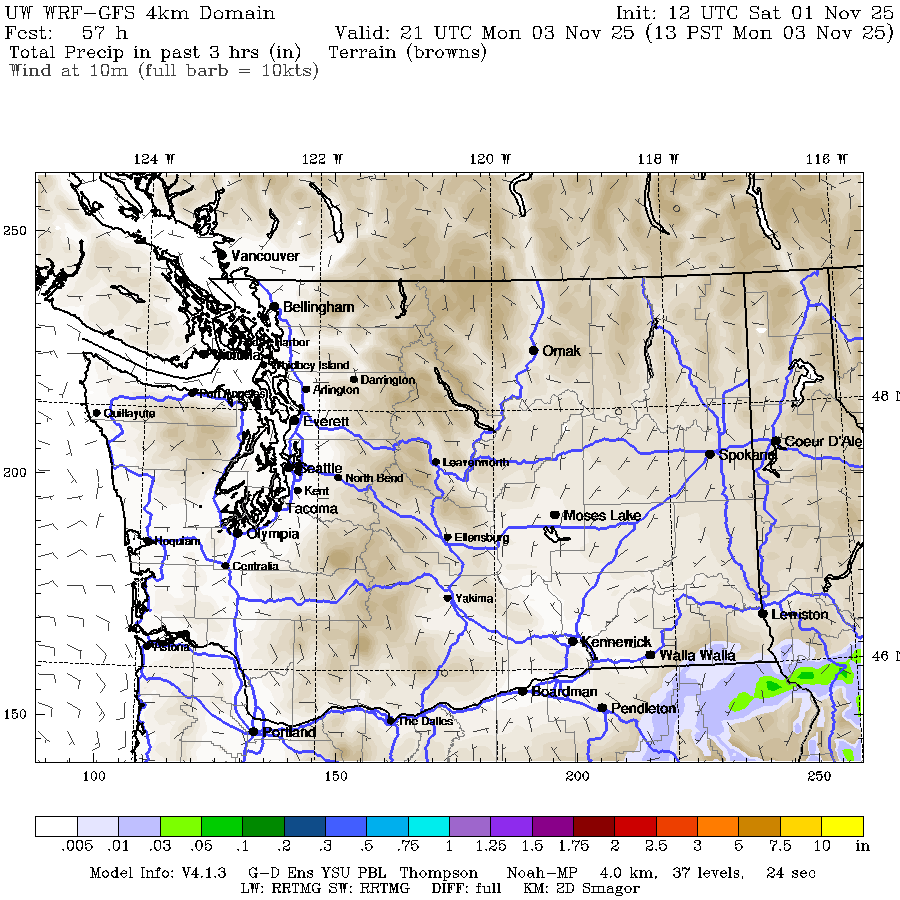 UW WRF-GFS 4km Domain Init: 12 UTC Sat 01 Nov 25
Fcst: 57 h Valid: 21 UTC Mon 03 Nov 25 (13 PST Mon 03 Nov 25)
Total Precip in past 3 hrs (in) Terrain (browns)
Wind at 10m (full barb = 10kts)
124 W 122 W 120 W 118 W 116 W
250
Vancouver
Bellingham
Harbor
Victoria
Whidbey Island
Omak
Darrington
Arlington
Port Angeles
48 N
Quillayute
Everett
Coeur D'Ale
Spokane
Leavenworth
200
Seattle
North Bend
Kent
Tacoma
Moses Lake
Olympia
Ellensburg
Hoquiam
Centralia
Yakima
Lewiston
Kennewick
Astoria
Walla Walla
46 N
Boardman
Pendleton
150
The Dalles
Portland
100 150 200 250
.005 .01 .03 .05 .1 .2 .3 .5 .75 1 1.25 1.5 1.75 2 2.5 3 5 7.5 10 in
Model Info: V4.1.3 G-D Ens YSU PBL Thompson Noah-MP 4.0 km, 37 levels, 24 sec
LW: RRTMG SW: RRTMG DIFF: full KM: 2D Smagor